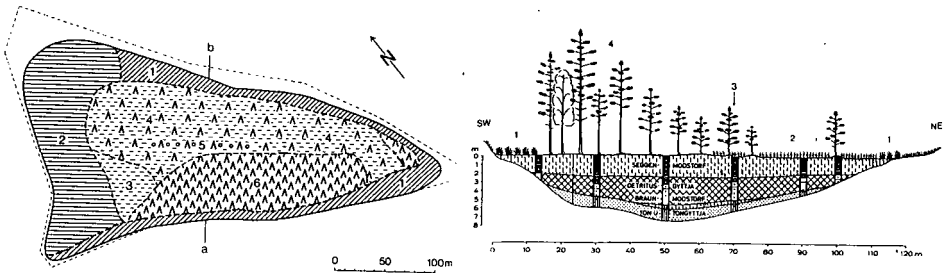 b
N
1
2
4
4
5
3
6
1
a
0 50 100m
4
3
SW
1
2
1
NE
m
0
1
2
3
4
5
6
7
8
SEGGEN MOOSTORF
DETRITUS GYTTJA
BRAUN MOOSTORF
TON U. TONGYTTJA
0 10 20 30 40 50 60 70 80 90 100 110 120 m